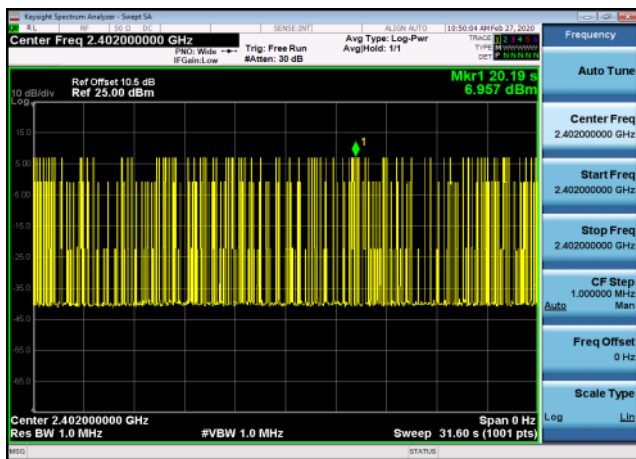 Keysight Spectrum Analyzer - Swept SA
RL RF 50 Ω DC SENSE:INT ALIGN AUTO 10:50:04 AM Feb 27, 2020
Center Freq 2.402000000 GHz
PNO: Wide
IFGain:Low
Trig: Free Run
#Atten: 30 dB
Avg Type: Log-Pwr
Avg|Hold: 1/1
TRACE 1 2 3 4 5 6
TYPE M WWWWW
DET P N N N N N
Ref Offset 10.5 dB
Ref 25.00 dBm
10 dB/div
Log
Mkr1 20.19 s
6.957 dBm
15.0
5.00
-5.00
-15.0
-25.0
-35.0
-45.0
-55.0
-65.0
1
Center 2.402000000 GHz
Span 0 Hz
Res BW 1.0 MHz
#VBW 1.0 MHz
Sweep 31.60 s (1001 pts)
MSG
STATUS
Frequency
Auto Tune
Center Freq
2.402000000 GHz
Start Freq
2.402000000 GHz
Stop Freq
2.402000000 GHz
CF Step
1.000000 MHz
Auto Man
Freq Offset
0 Hz
Scale Type
Log Lin